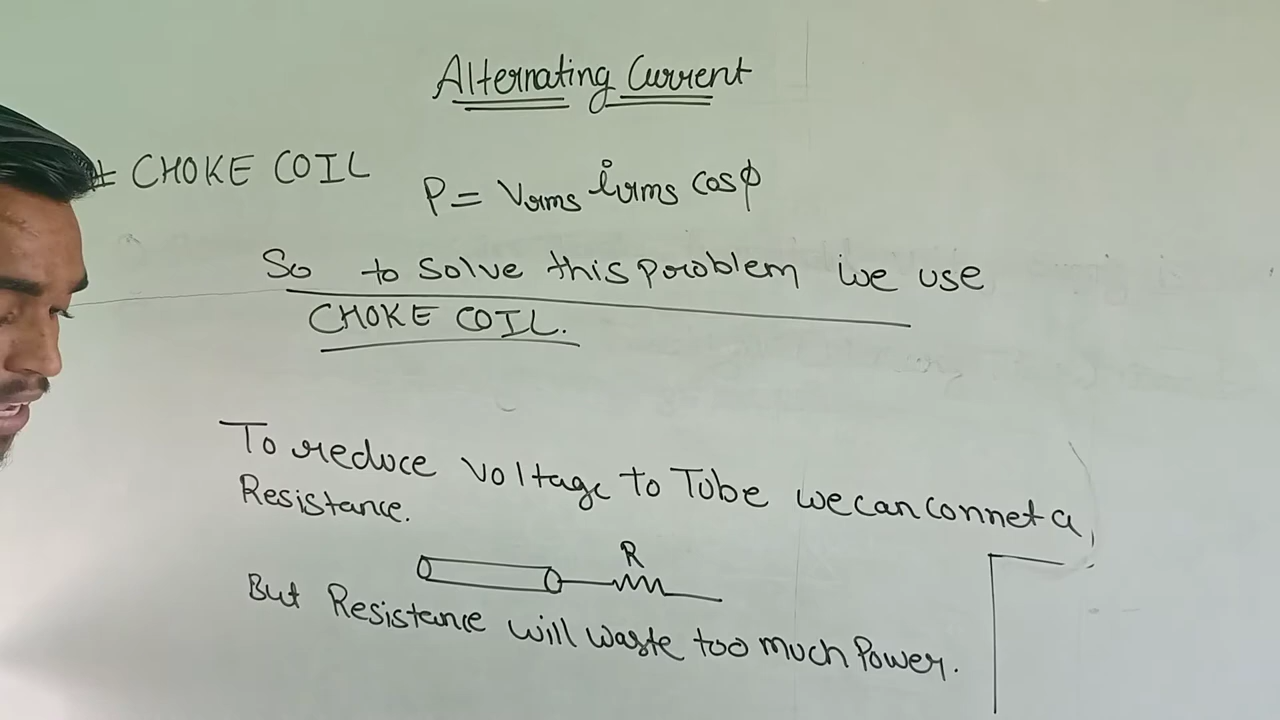 Alternating Current
# CHOKE COIL
P = Vrms irms cosϕ
So to solve this problem we use
CHOKE COIL.
To reduce voltage to Tube we can connet a
Resistance.
R
But Resistance will waste too much Power.